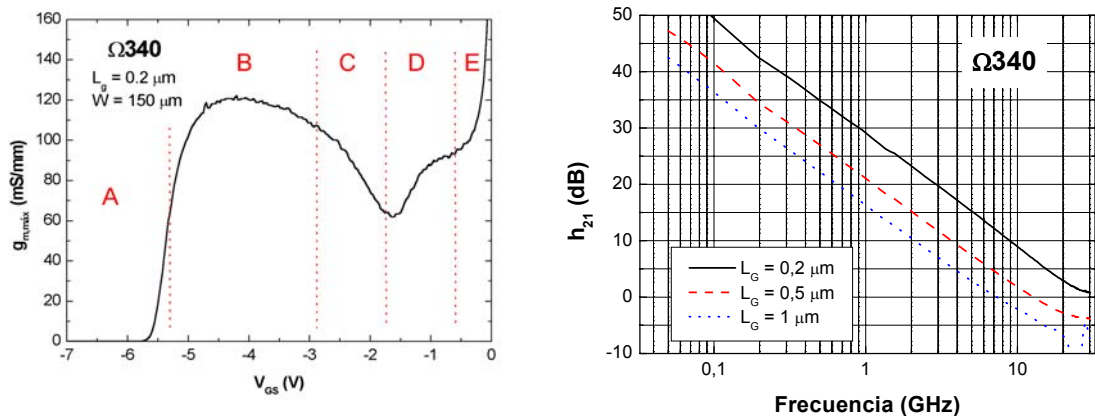 160
140
120
100
80
60
40
20
0
g_m,máx (mS/mm)
Ω340
L_g = 0.2 μm
W = 150 μm
A
B
C
D
E
-7 -6 -5 -4 -3 -2 -1 0
V_GS (V)
50
40
30
20
10
0
-10
h_21 (dB)
Ω340
L_G = 0,2 μm
L_G = 0,5 μm
L_G = 1 μm
0,1 1 10
Frecuencia (GHz)